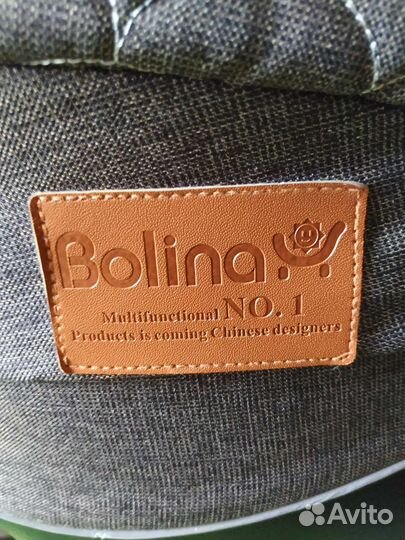 Bolina
Multifunctional NO. 1
Products is coming Chinese designers
Avito